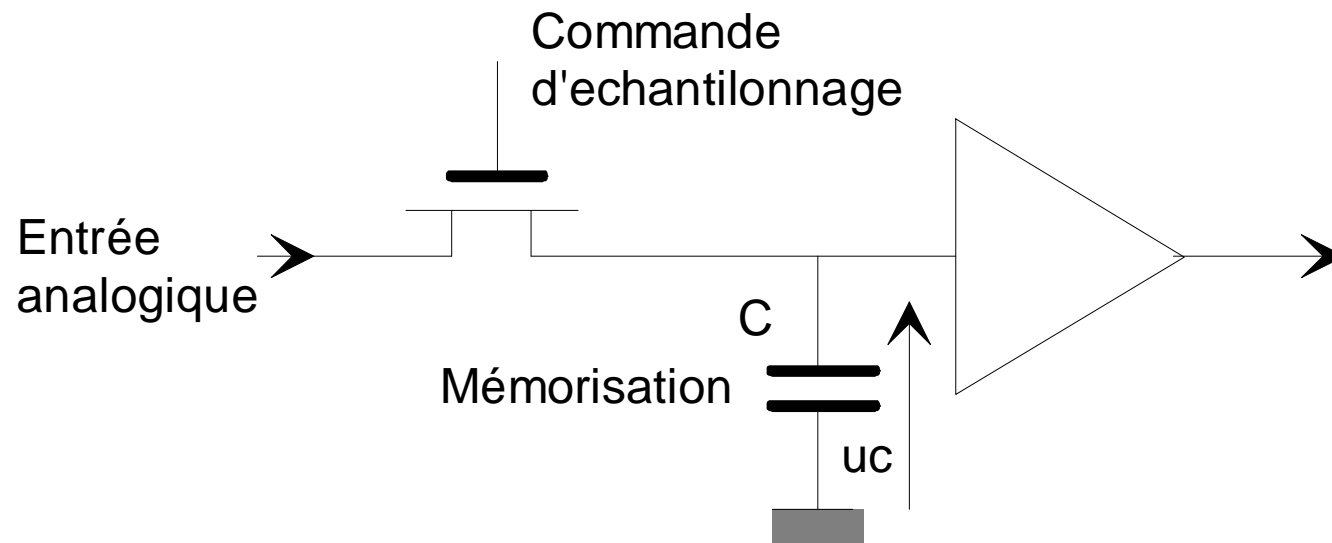 Commande
d'echantilonnage
Entrée
analogique
C
Mémorisation
uc